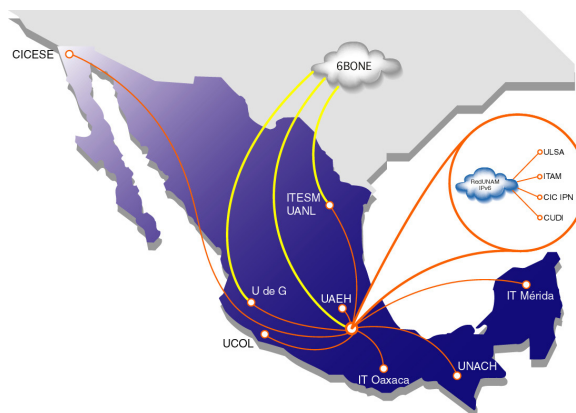 CICESE
6BONE
ULSA
RedUNAM
IPv6
ITAM
CIC IPN
CUDI
ITESM
UANL
U de G
UAEH
IT Mérida
UCOL
IT Oaxaca
UNACH